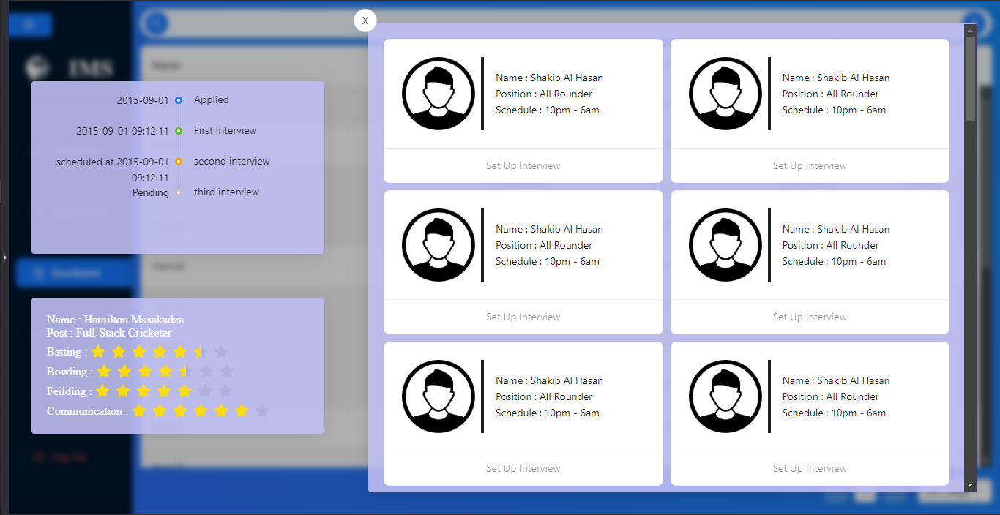 X
IMS
Name
2015-09-01 Applied
2015-09-01 09:12:11 First Interview
scheduled at 2015-09-01 second interview
09:12:11
Pending third interview
Name : Hamilton Masakadza
Post : Full-Stack Cricketer
Batting :
Bowling :
Feilding :
Communication :
Log out
Name : Shakib Al Hasan
Position : All Rounder
Schedule : 10pm - 6am
Set Up Interview
Name : Shakib Al Hasan
Position : All Rounder
Schedule : 10pm - 6am
Set Up Interview
Name : Shakib Al Hasan
Position : All Rounder
Schedule : 10pm - 6am
Set Up Interview
Name : Shakib Al Hasan
Position : All Rounder
Schedule : 10pm - 6am
Set Up Interview
Name : Shakib Al Hasan
Position : All Rounder
Schedule : 10pm - 6am
Set Up Interview
Name : Shakib Al Hasan
Position : All Rounder
Schedule : 10pm - 6am
Set Up Interview